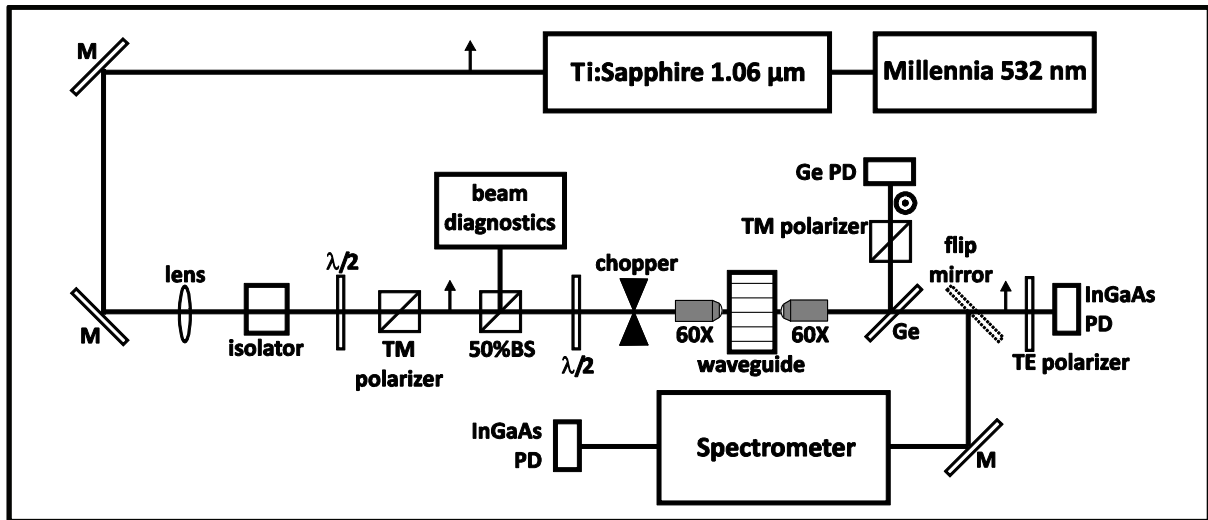 M
Ti:Sapphire 1.06 μm
Millennia 532 nm
Ge PD
beam
diagnostics
TM polarizer
flip
mirror
lens
λ/2
chopper
InGaAs
PD
M
isolator
TM
polarizer
50%BS
λ/2
60X
waveguide
60X
Ge
TE polarizer
InGaAs
PD
Spectrometer
M